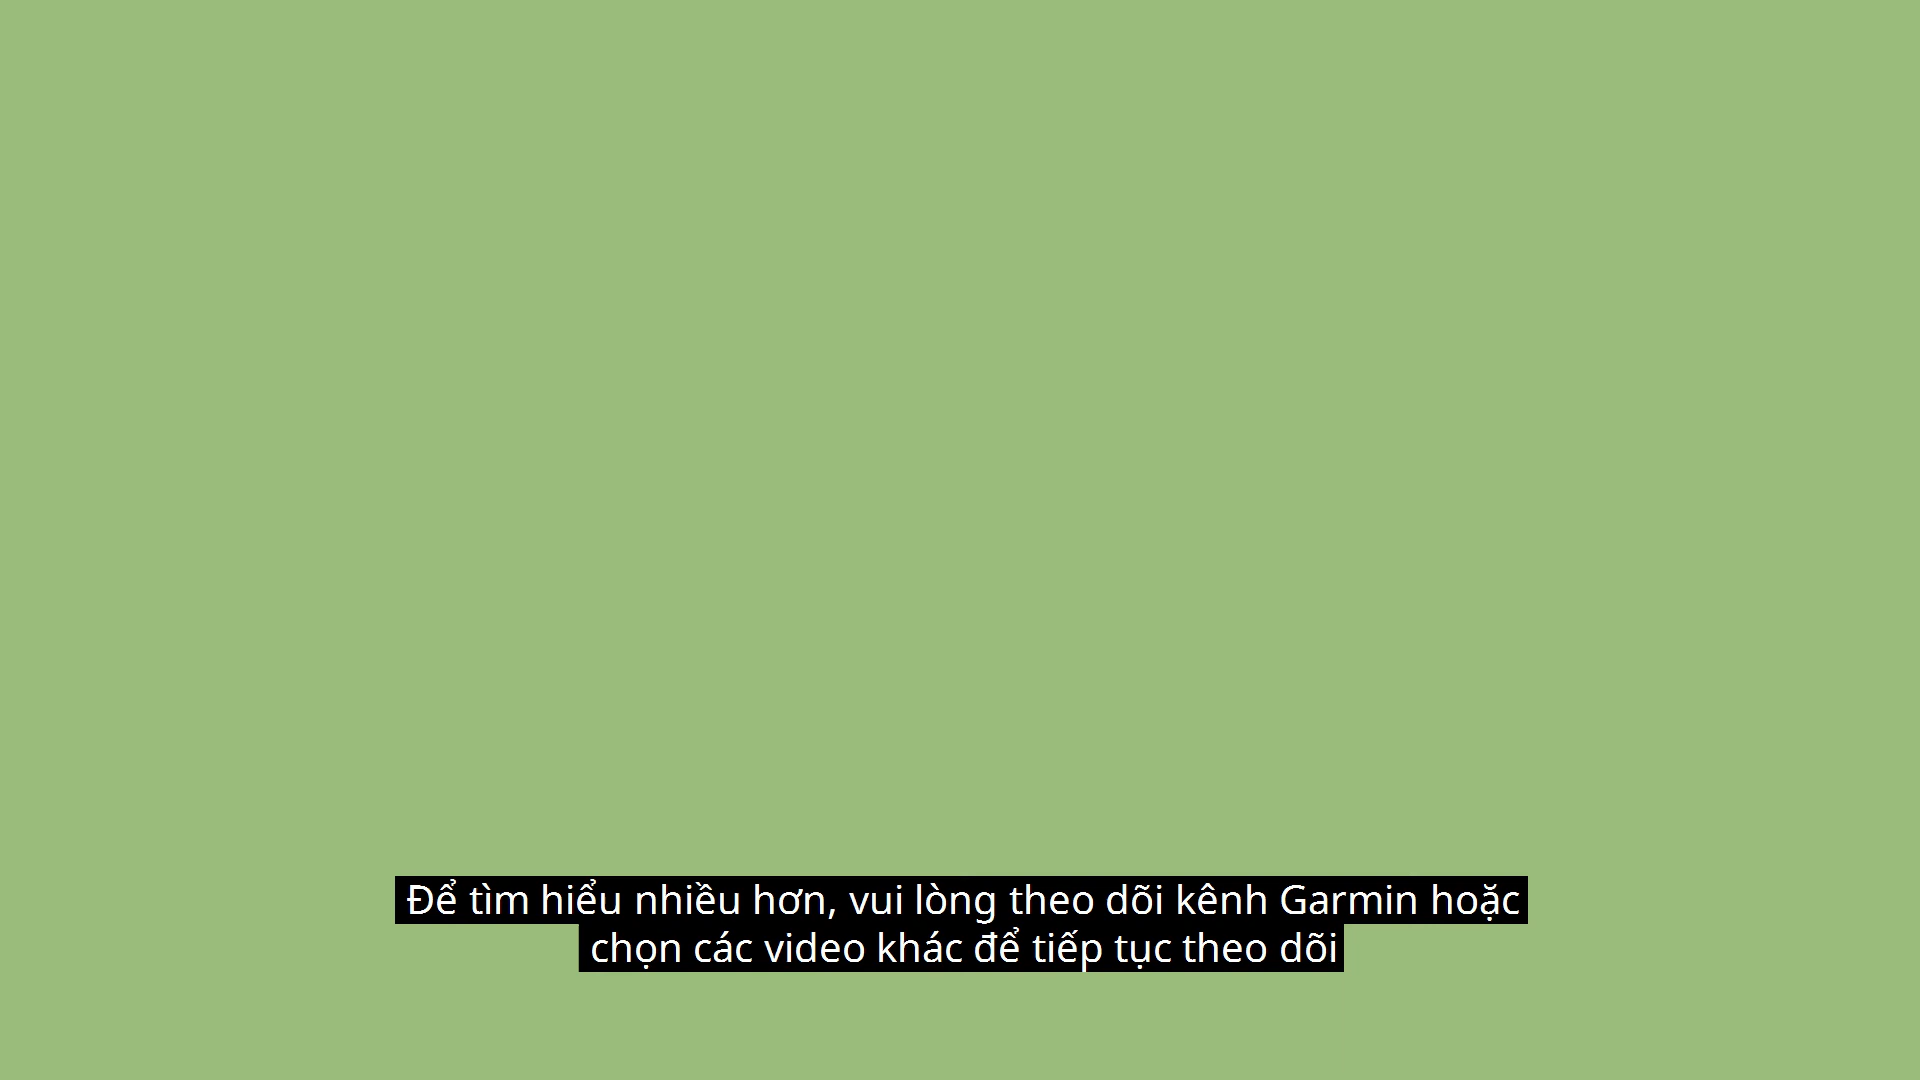 Để tìm hiểu nhiều hơn, vui lòng theo dõi kênh Garmin hoặc
chọn các video khác để tiếp tục theo dõi